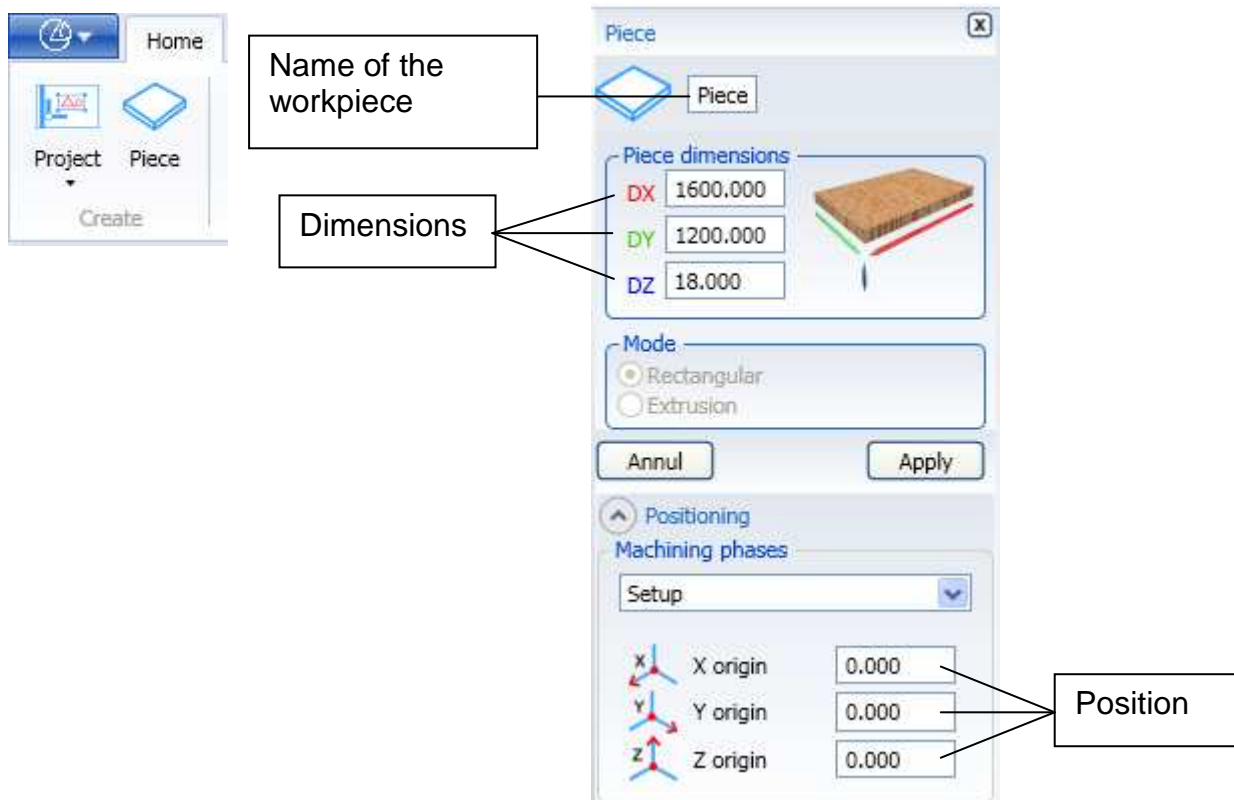 Home
Project Piece
Create
Name of the
workpiece
Dimensions
Piece
Piece
Piece dimensions
DX 1600.000
DY 1200.000
DZ 18.000
Mode
Rectangular
Extrusion
Annul Apply
Positioning
Machining phases
Setup
X X origin 0.000
Y Y origin 0.000
Z Z origin 0.000
Position